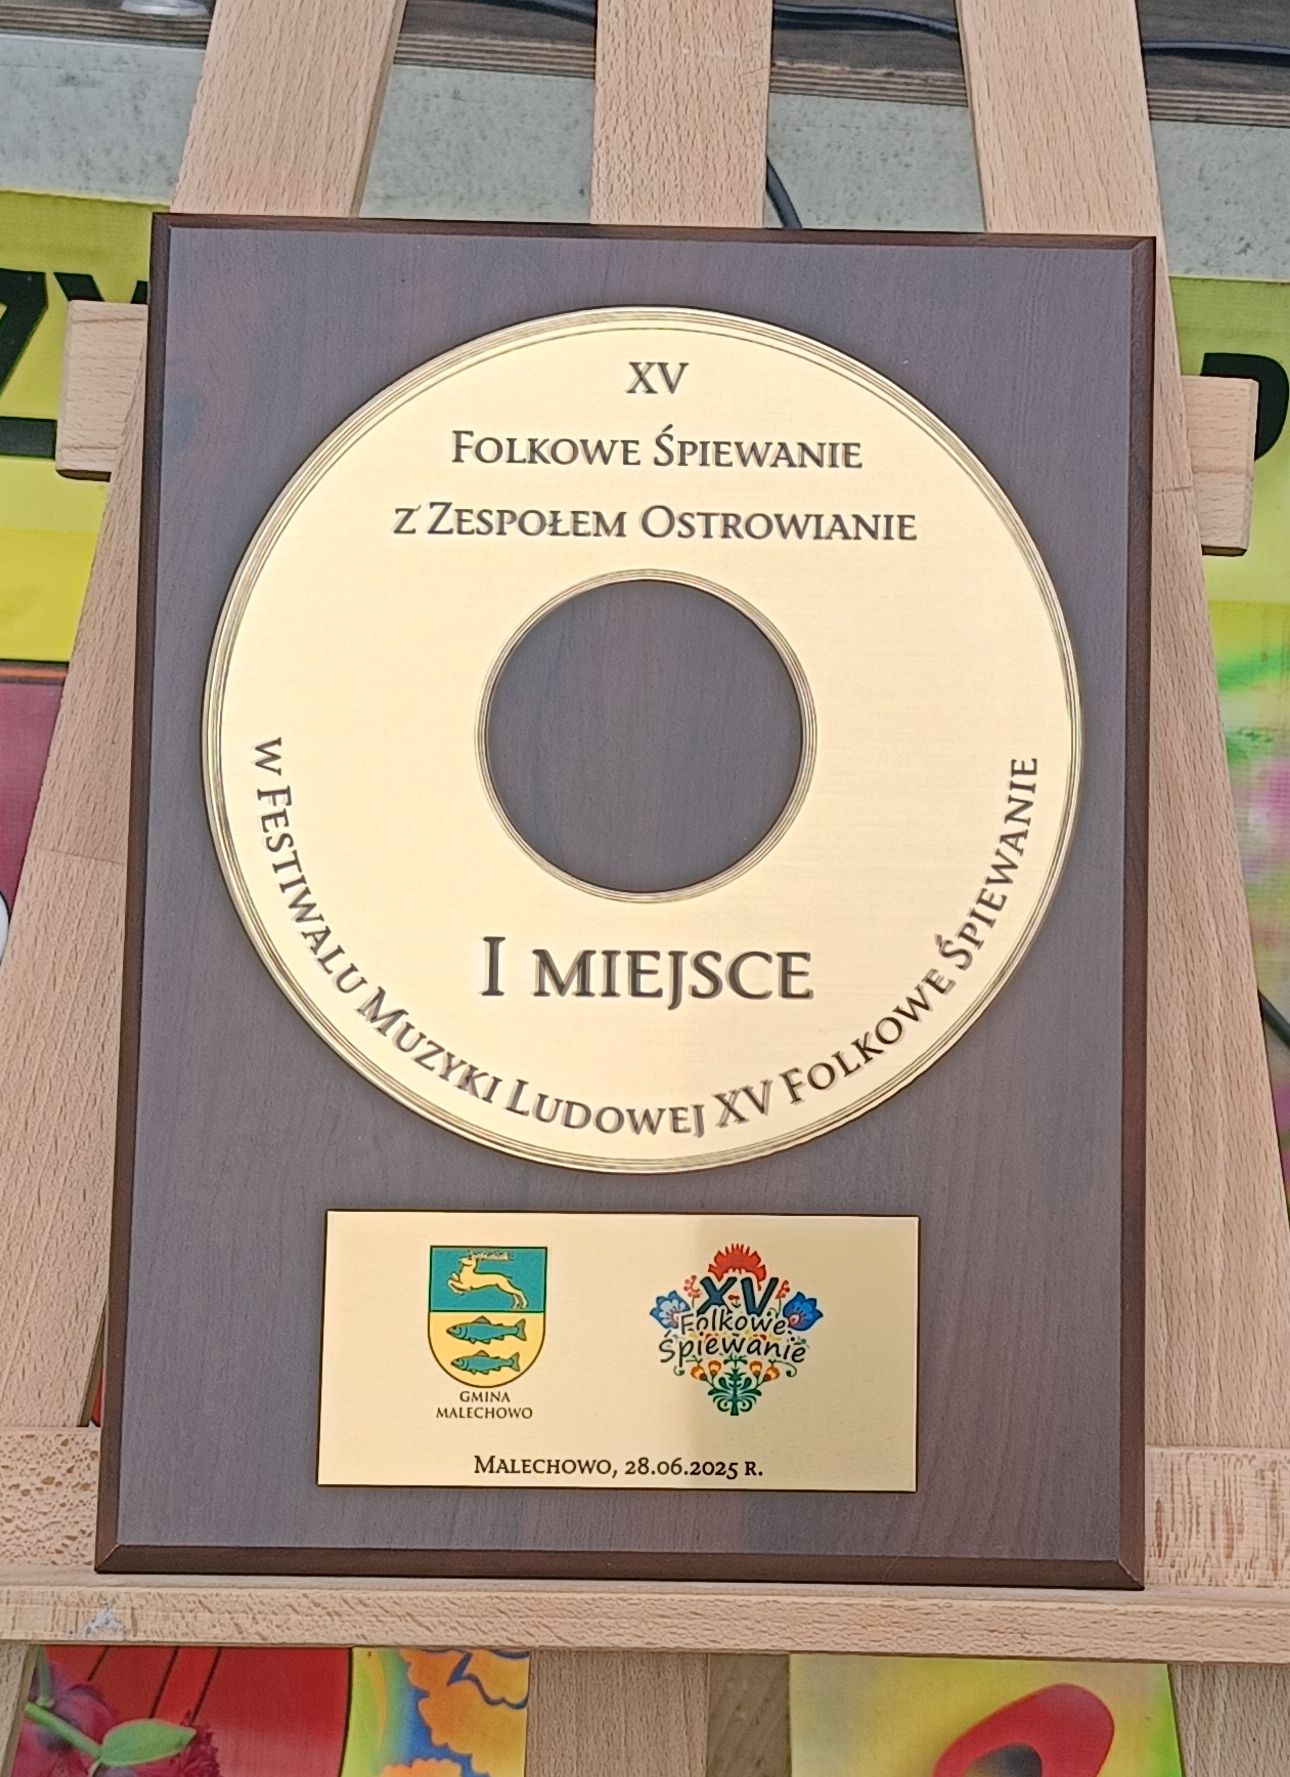 XV
Folkowe Śpiewanie
z Zespołem Ostrowianie
I miejsce
w Festiwalu Muzyki Ludowej XV Folkowe Śpiewanie
GMINA
MALECHOWO
XV
Folkowe
Śpiewanie
Malechowo, 28.06.2025 r.